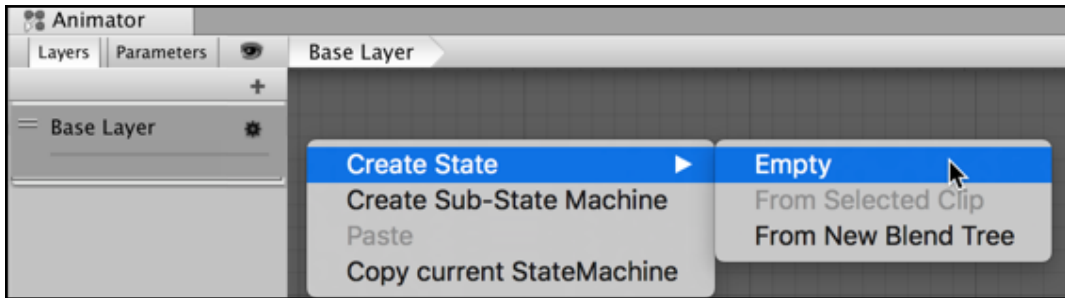 Animator
Layers Parameters
Base Layer
+
Base Layer
Create State
Create Sub-State Machine
Paste
Copy current StateMachine
Empty
From Selected Clip
From New Blend Tree